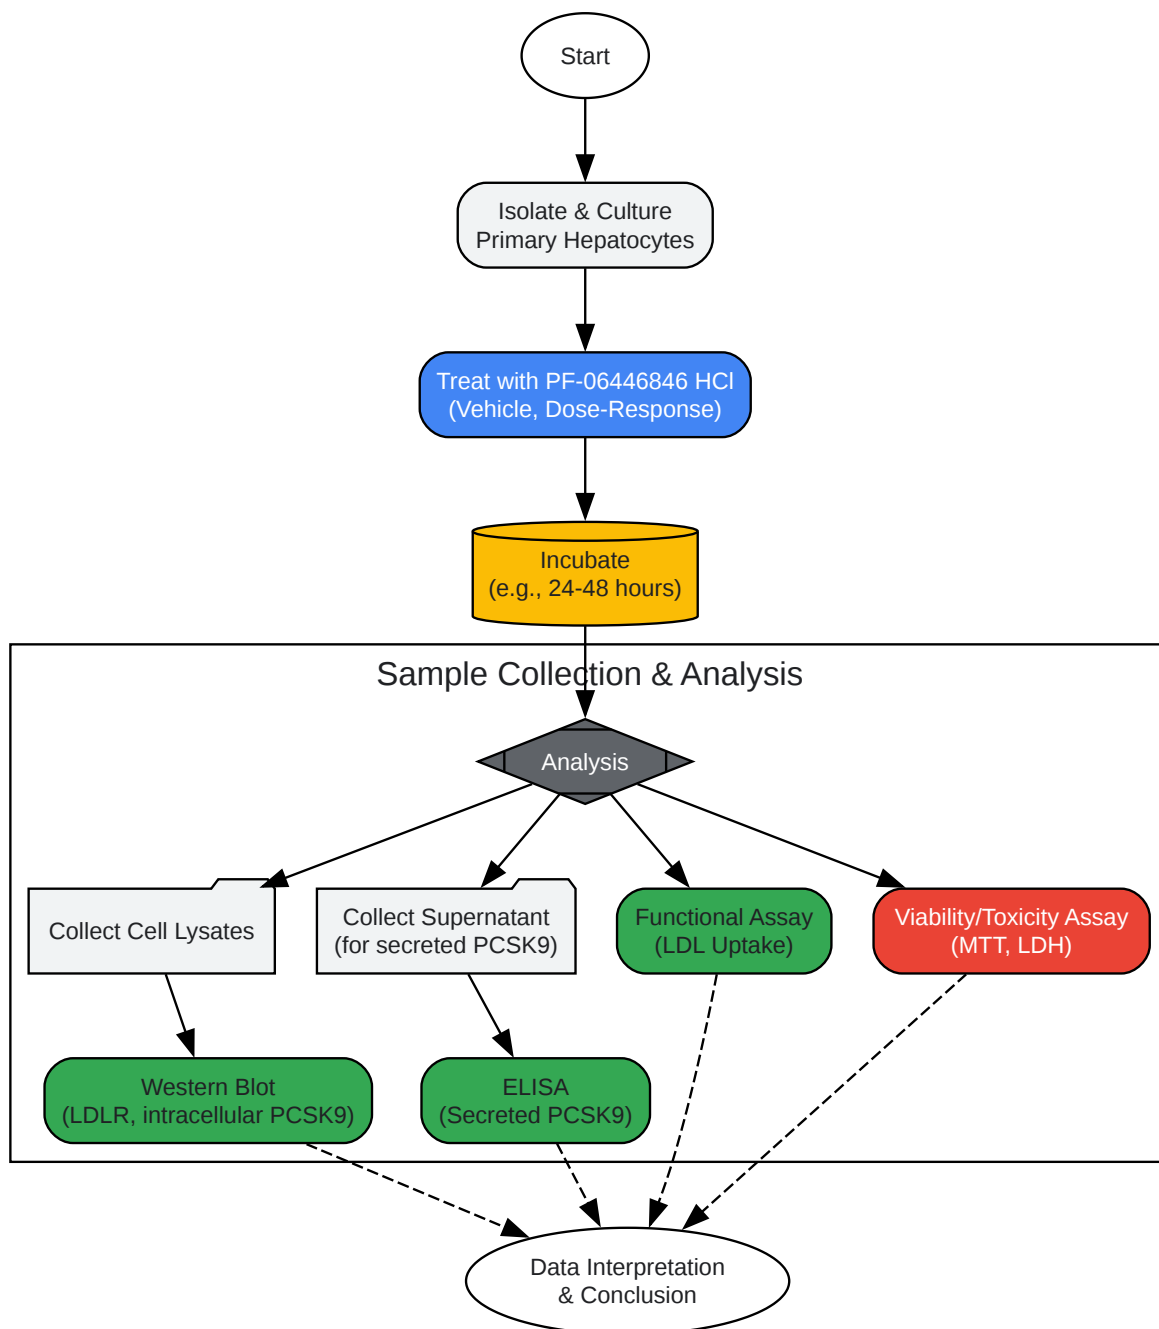 Start
Isolate & Culture
Primary Hepatocytes
Treat with PF-06446846 HCl
(Vehicle, Dose-Response)
Incubate
(e.g., 24-48 hours)
Sample Collection & Analysis
Analysis
Collect Cell Lysates
Collect Supernatant
(for secreted PCSK9)
Functional Assay
(LDL Uptake)
Viability/Toxicity Assay
(MTT, LDH)
Western Blot
(LDLR, intracellular PCSK9)
ELISA
(Secreted PCSK9)
Data Interpretation
& Conclusion